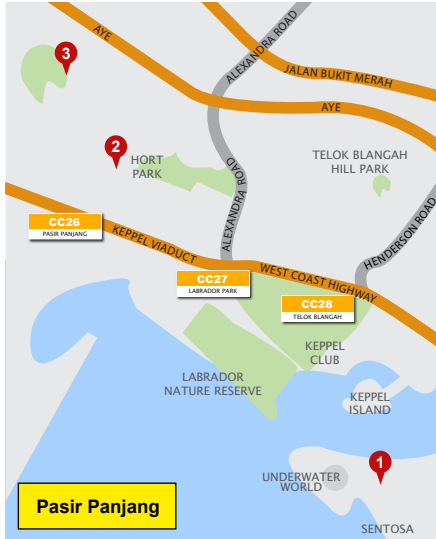 AYE
ALEXANDRA ROAD
3
JALAN BUKIT MERAH
AYE
2
HORT
PARK
TELOK BLANGAH
HILL PARK
ALEXANDRA ROAD
HENDERSON ROAD
CC26
PASIR PANJANG
KEPPEL VIADUCT
CC27
LABRADOR PARK
WEST COAST HIGHWAY
CC28
TELOK BLANGAH
KEPPEL
CLUB
LABRADOR
NATURE RESERVE
KEPPEL
ISLAND
1
UNDERWATER
WORLD
Pasir Panjang
SENTOSA